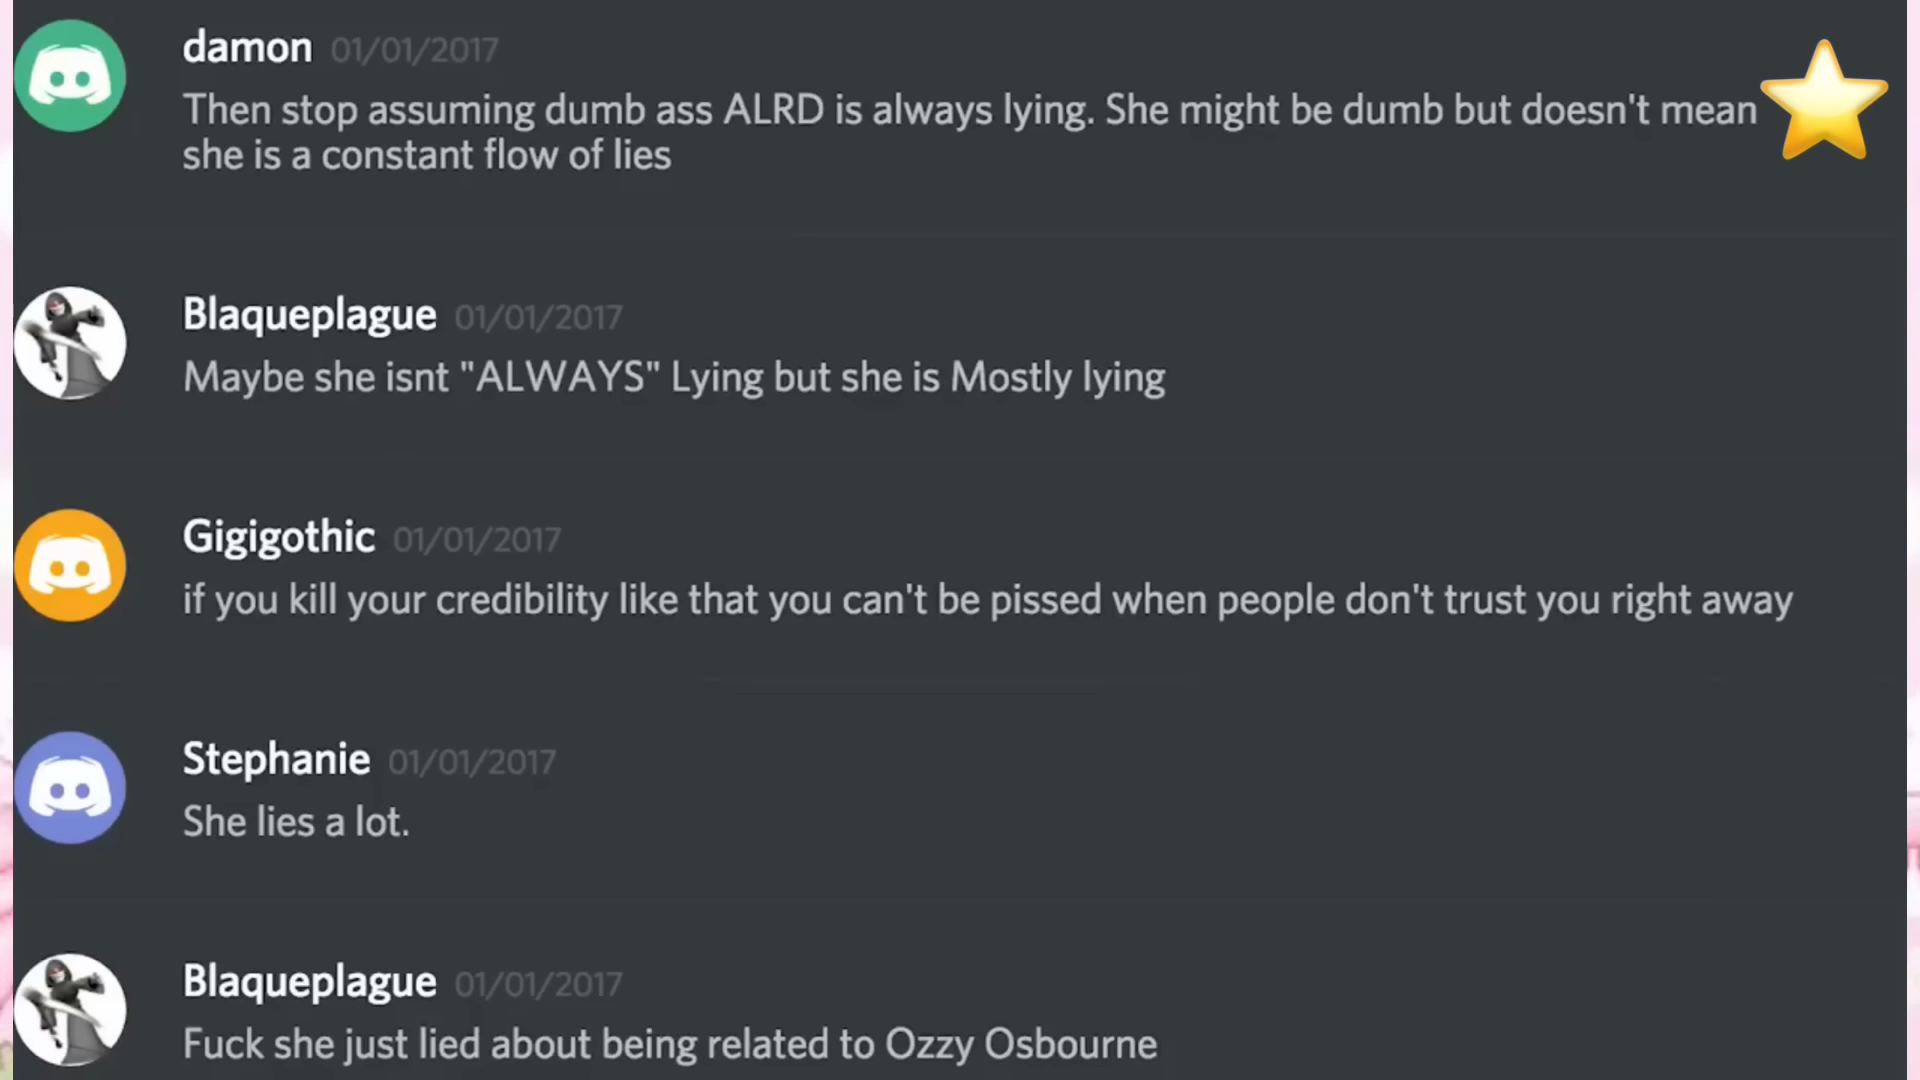 damon 01/01/2017
Then stop assuming dumb ass ALRD is always lying. She might be dumb but doesn't mean
she is a constant flow of lies
Blaqueplague 01/01/2017
Maybe she isnt "ALWAYS" Lying but she is Mostly lying
Gigigothic 01/01/2017
if you kill your credibility like that you can't be pissed when people don't trust you right away
Stephanie 01/01/2017
She lies a lot.
Blaqueplague 01/01/2017
Fuck she just lied about being related to Ozzy Osbourne